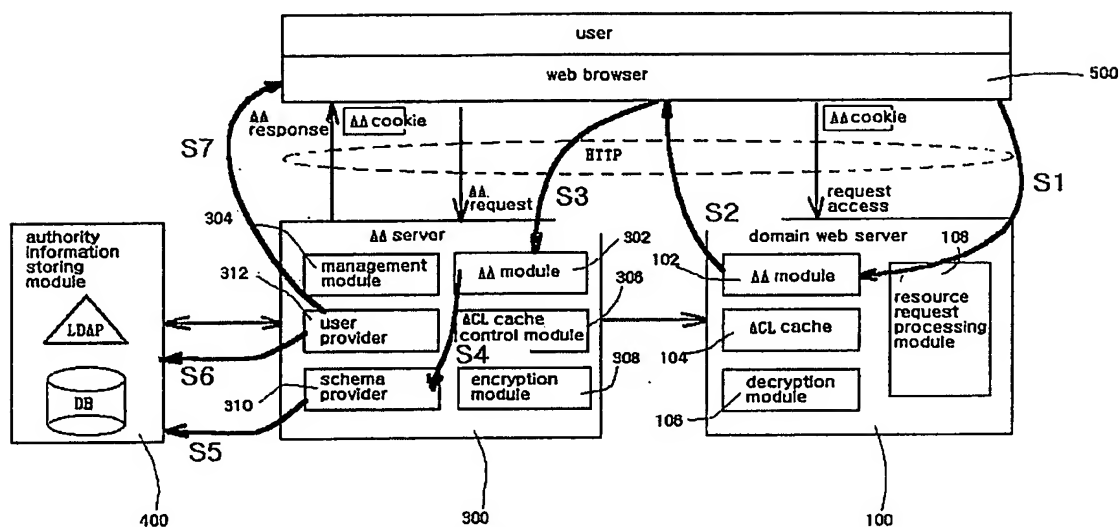 user
web browser
500
AA response
AA cookie
AA cookie
S7
HTTP
S1
AA. request
S3
S2
request access
304
AA server
302
domain web server
108
authority information storing module
management module
AA module
102
AA module
resource request processing module
312
306
LDAP
user provider
ACL cache control module
ACL cache
S4
104
S6
308
310
schema provider
encryption module
decryption module
DB
106
S5
400
300
100